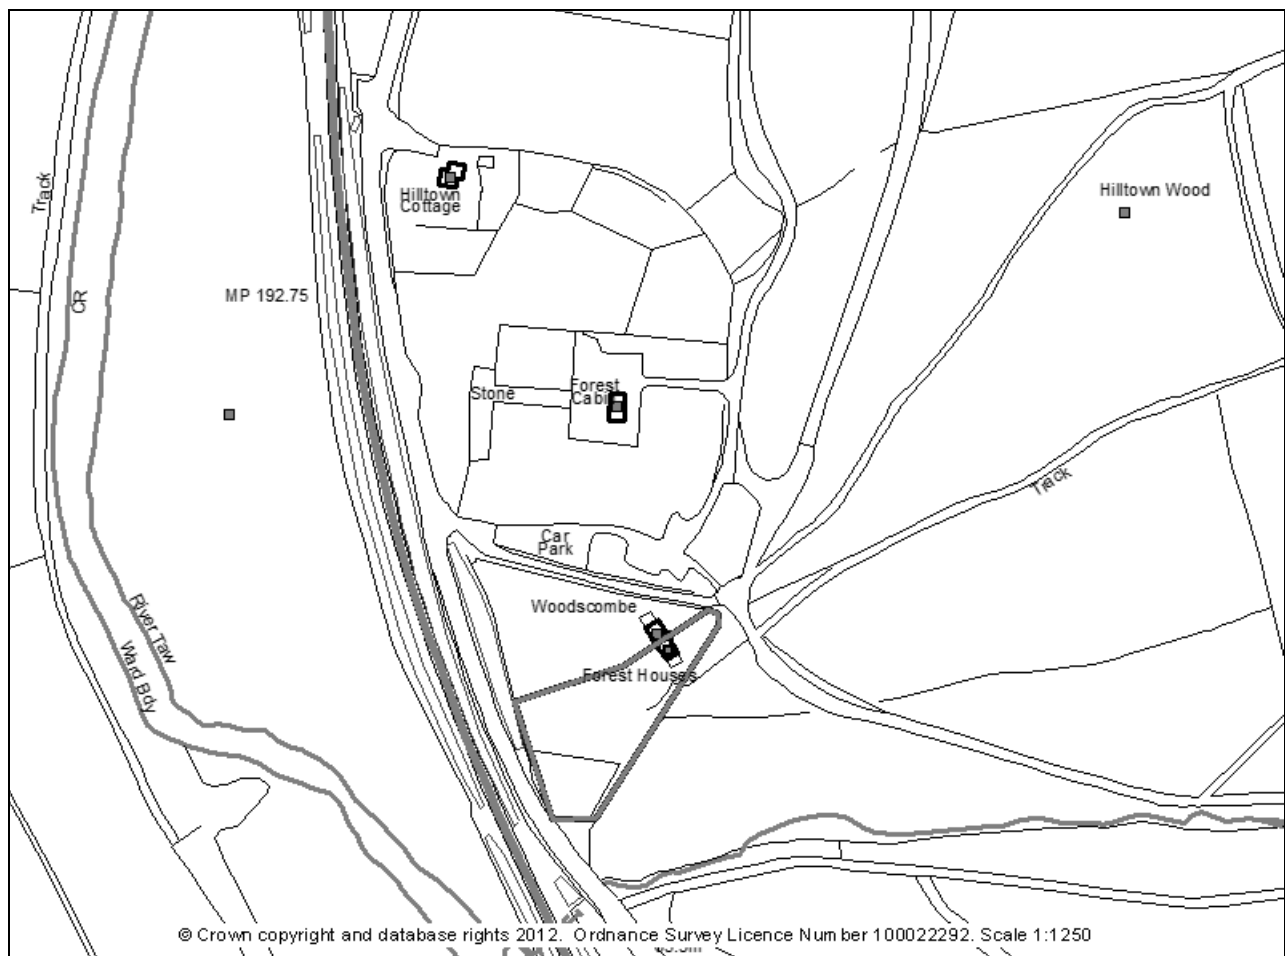 Track
Hilltown
Cottage
Hilltown Wood
CR
MP 192.75
Stone
Forest
Cabin
Track
Car
Park
Woodscombe
River Taw
Ward Bdy
Forest Houses
© Crown copyright and database rights 2012. Ordnance Survey Licence Number 100022292. Scale 1:1250